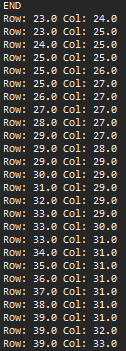 END
Row: 23.0 Col: 24.0
Row: 23.0 Col: 25.0
Row: 24.0 Col: 25.0
Row: 25.0 Col: 25.0
Row: 25.0 Col: 26.0
Row: 25.0 Col: 27.0
Row: 26.0 Col: 27.0
Row: 27.0 Col: 27.0
Row: 27.0 Col: 28.0
Row: 29.0 Col: 27.0
Row: 29.0 Col: 28.0
Row: 29.0 Col: 29.0
Row: 30.0 Col: 29.0
Row: 31.0 Col: 29.0
Row: 32.0 Col: 29.0
Row: 33.0 Col: 29.0
Row: 33.0 Col: 30.0
Row: 33.0 Col: 31.0
Row: 34.0 Col: 31.0
Row: 35.0 Col: 31.0
Row: 36.0 Col: 31.0
Row: 37.0 Col: 31.0
Row: 38.0 Col: 31.0
Row: 39.0 Col: 31.0
Row: 39.0 Col: 32.0
Row: 39.0 Col: 33.0